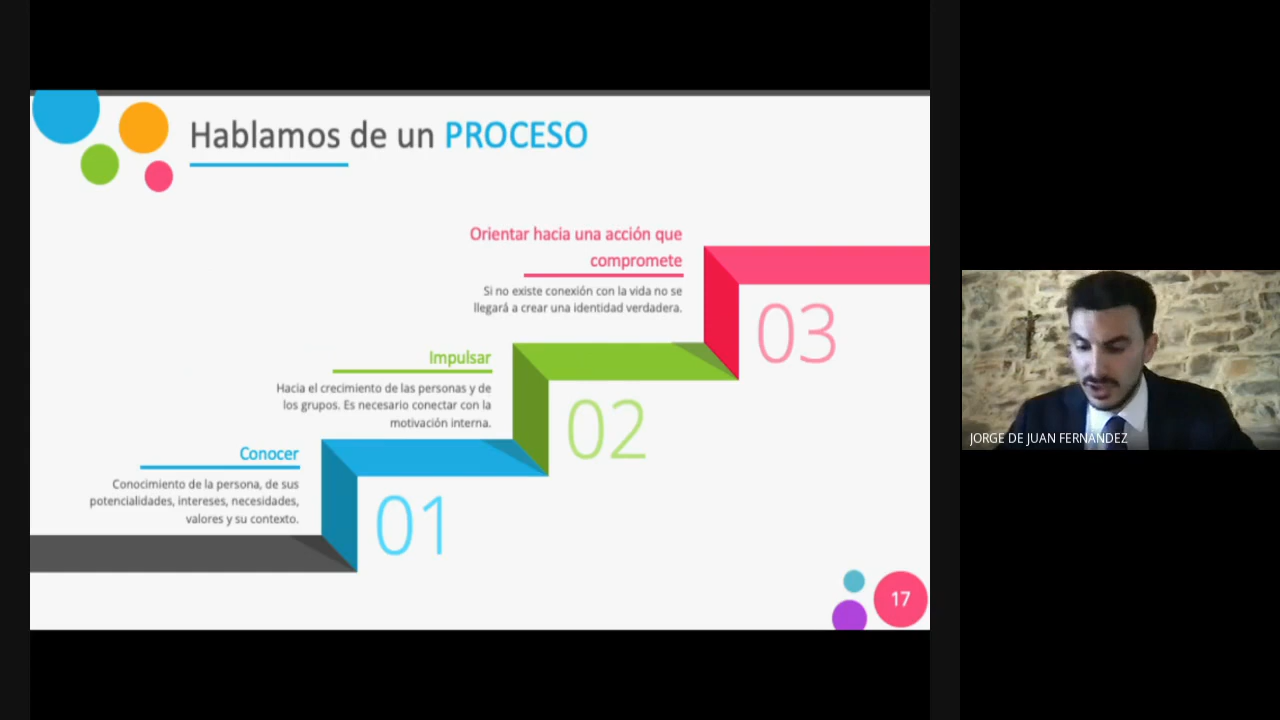 Hablamos de un PROCESO
Orientar hacia una acción que
compromete
Si no existe conexión con la vida no se
llegará a crear una identidad verdadera.
03
Impulsar
Hacia el crecimiento de las personas y de
los grupos. Es necesario conectar con la
motivación interna.
02
Conocer
Conocimiento de la persona, de sus
potencialidades, intereses, necesidades,
valores y su contexto.
01
17
JORGE DE JUAN FERNANDEZ